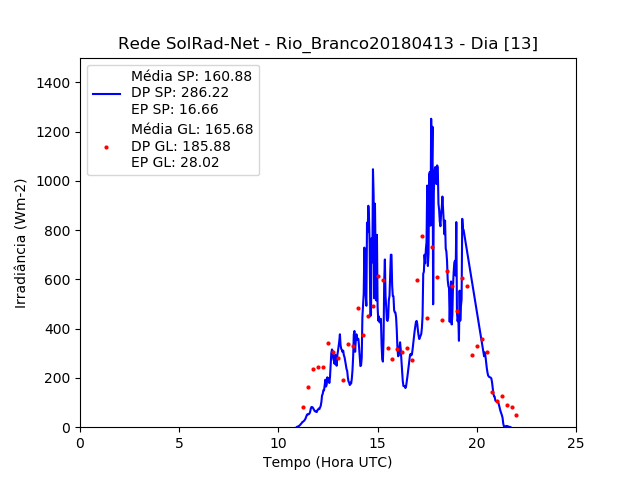 Rede SolRad-Net - Rio_Branco20180413 - Dia [13]
Média SP: 160.88
DP SP: 286.22
EP SP: 16.66
Média GL: 165.68
DP GL: 185.88
EP GL: 28.02
Irradiância (Wm-2)
1400
1200
1000
800
600
400
200
0
0 5 10 15 20 25
Tempo (Hora UTC)